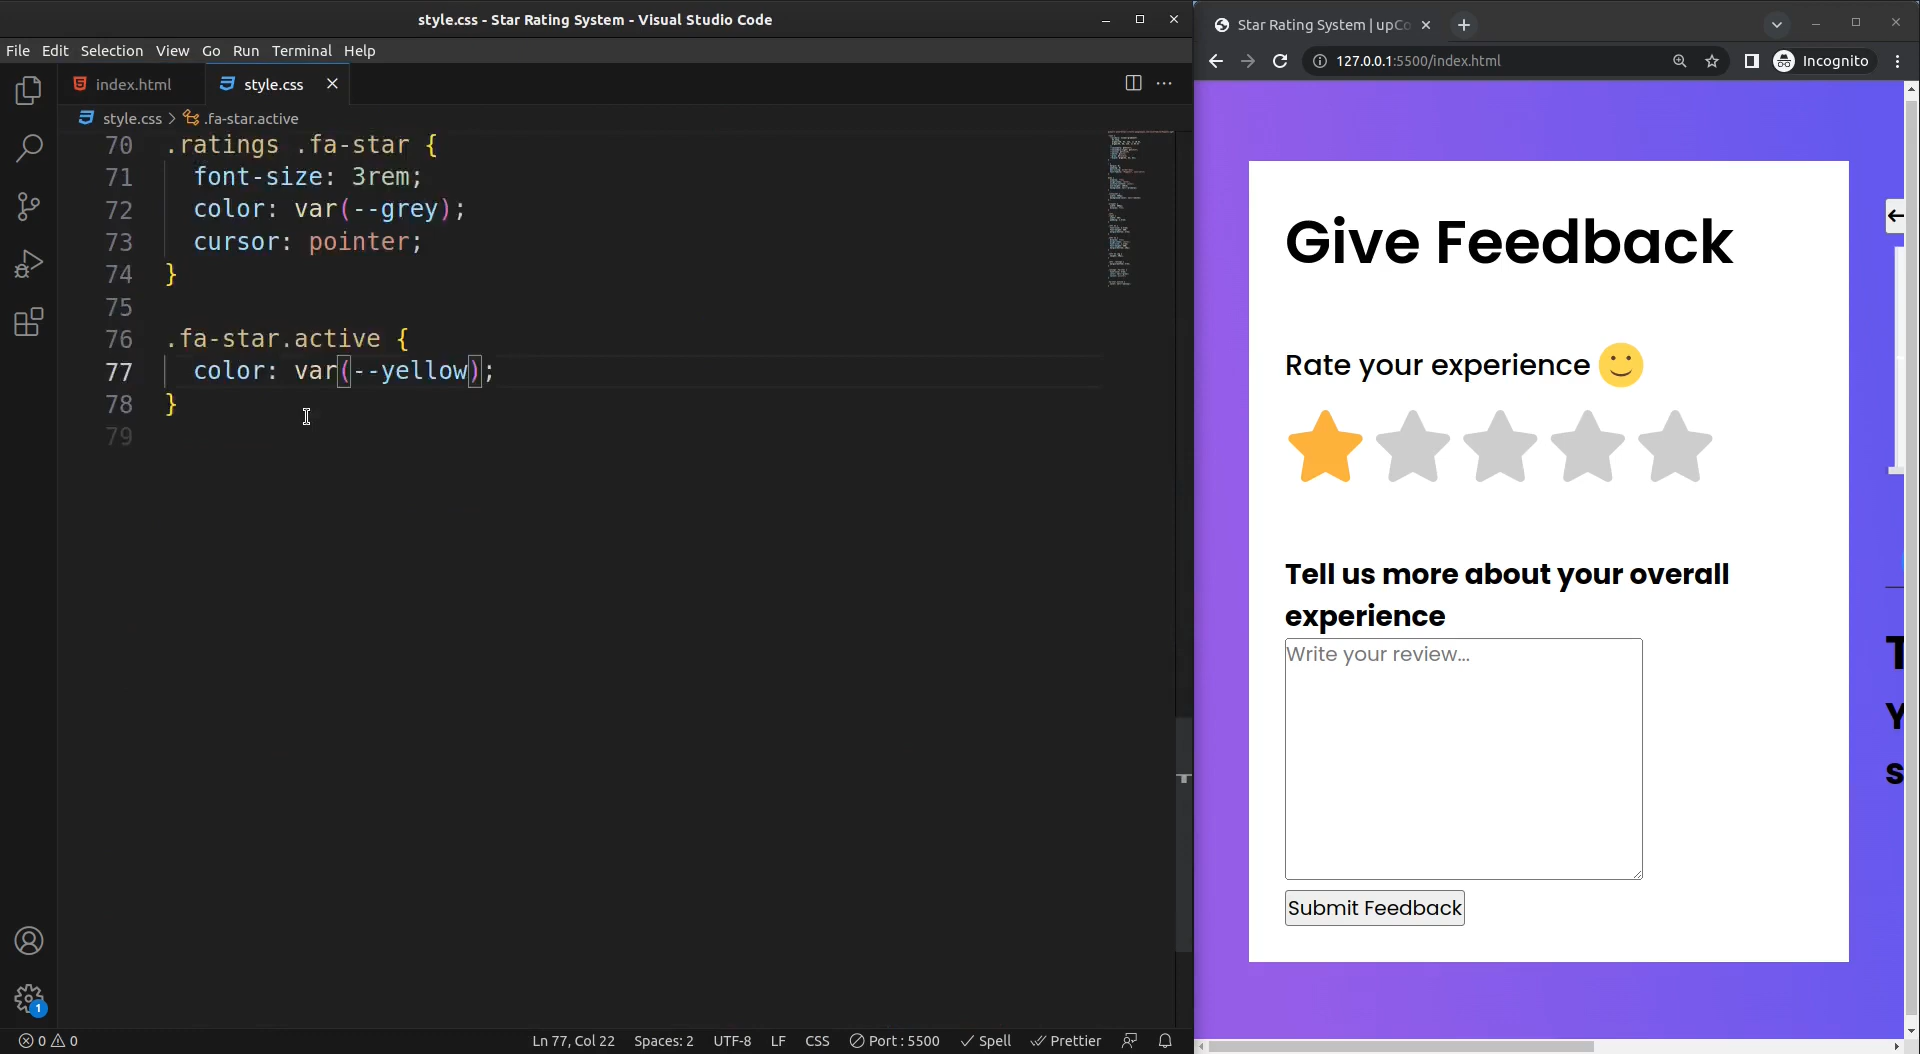 style.css - Star Rating System - Visual Studio Code
File Edit Selection View Go Run Terminal Help
index.html
style.css
style.css > .fa-star.active
70 .ratings .fa-star {
71 font-size: 3rem;
72 color: var(--grey);
73 cursor: pointer;
74 }
75
76 .fa-star.active {
77 color: var(--yellow);
78 }
79
1
0 0
Ln 77, Col 22 Spaces: 2 UTF-8 LF CSS Port : 5500 Spell Prettier
Star Rating System | upCo
127.0.0.1:5500/index.html
Incognito
Give Feedback
Rate your experience
Tell us more about your overall
experience
Write your review...
Submit Feedback
T
Y
s